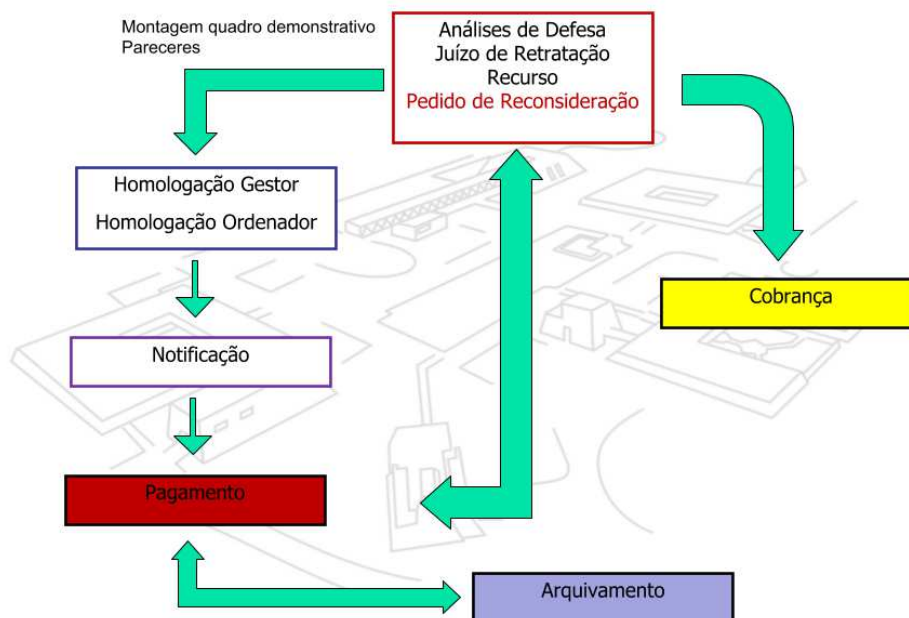 Montagem quadro demonstrativo
Pareceres
Análises de Defesa
Juízo de Retratação
Recurso
Pedido de Reconsideração
Homologação Gestor
Homologação Ordenador
Cobrança
Notificação
Pagamento
Arquivamento